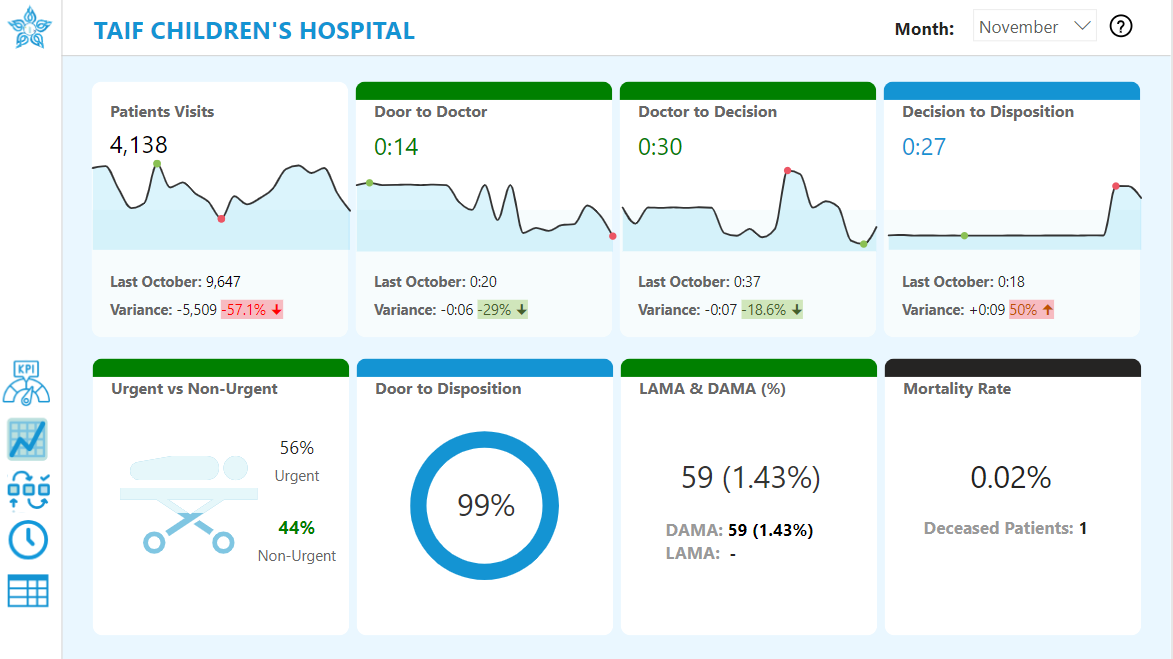 TAIF CHILDREN'S HOSPITAL
Month:
November
?
Patients Visits
4,138
Last October: 9,647
Variance: -5,509 -57.1% ↓
Door to Doctor
0:14
Last October: 0:20
Variance: -0:06 -29% ↓
Doctor to Decision
0:30
Last October: 0:37
Variance: -0:07 -18.6% ↓
Decision to Disposition
0:27
Last October: 0:18
Variance: +0:09 50% ↑
KPI
Urgent vs Non-Urgent
56%
Urgent
44%
Non-Urgent
Door to Disposition
99%
LAMA & DAMA (%)
59 (1.43%)
DAMA: 59 (1.43%)
LAMA: -
Mortality Rate
0.02%
Deceased Patients: 1